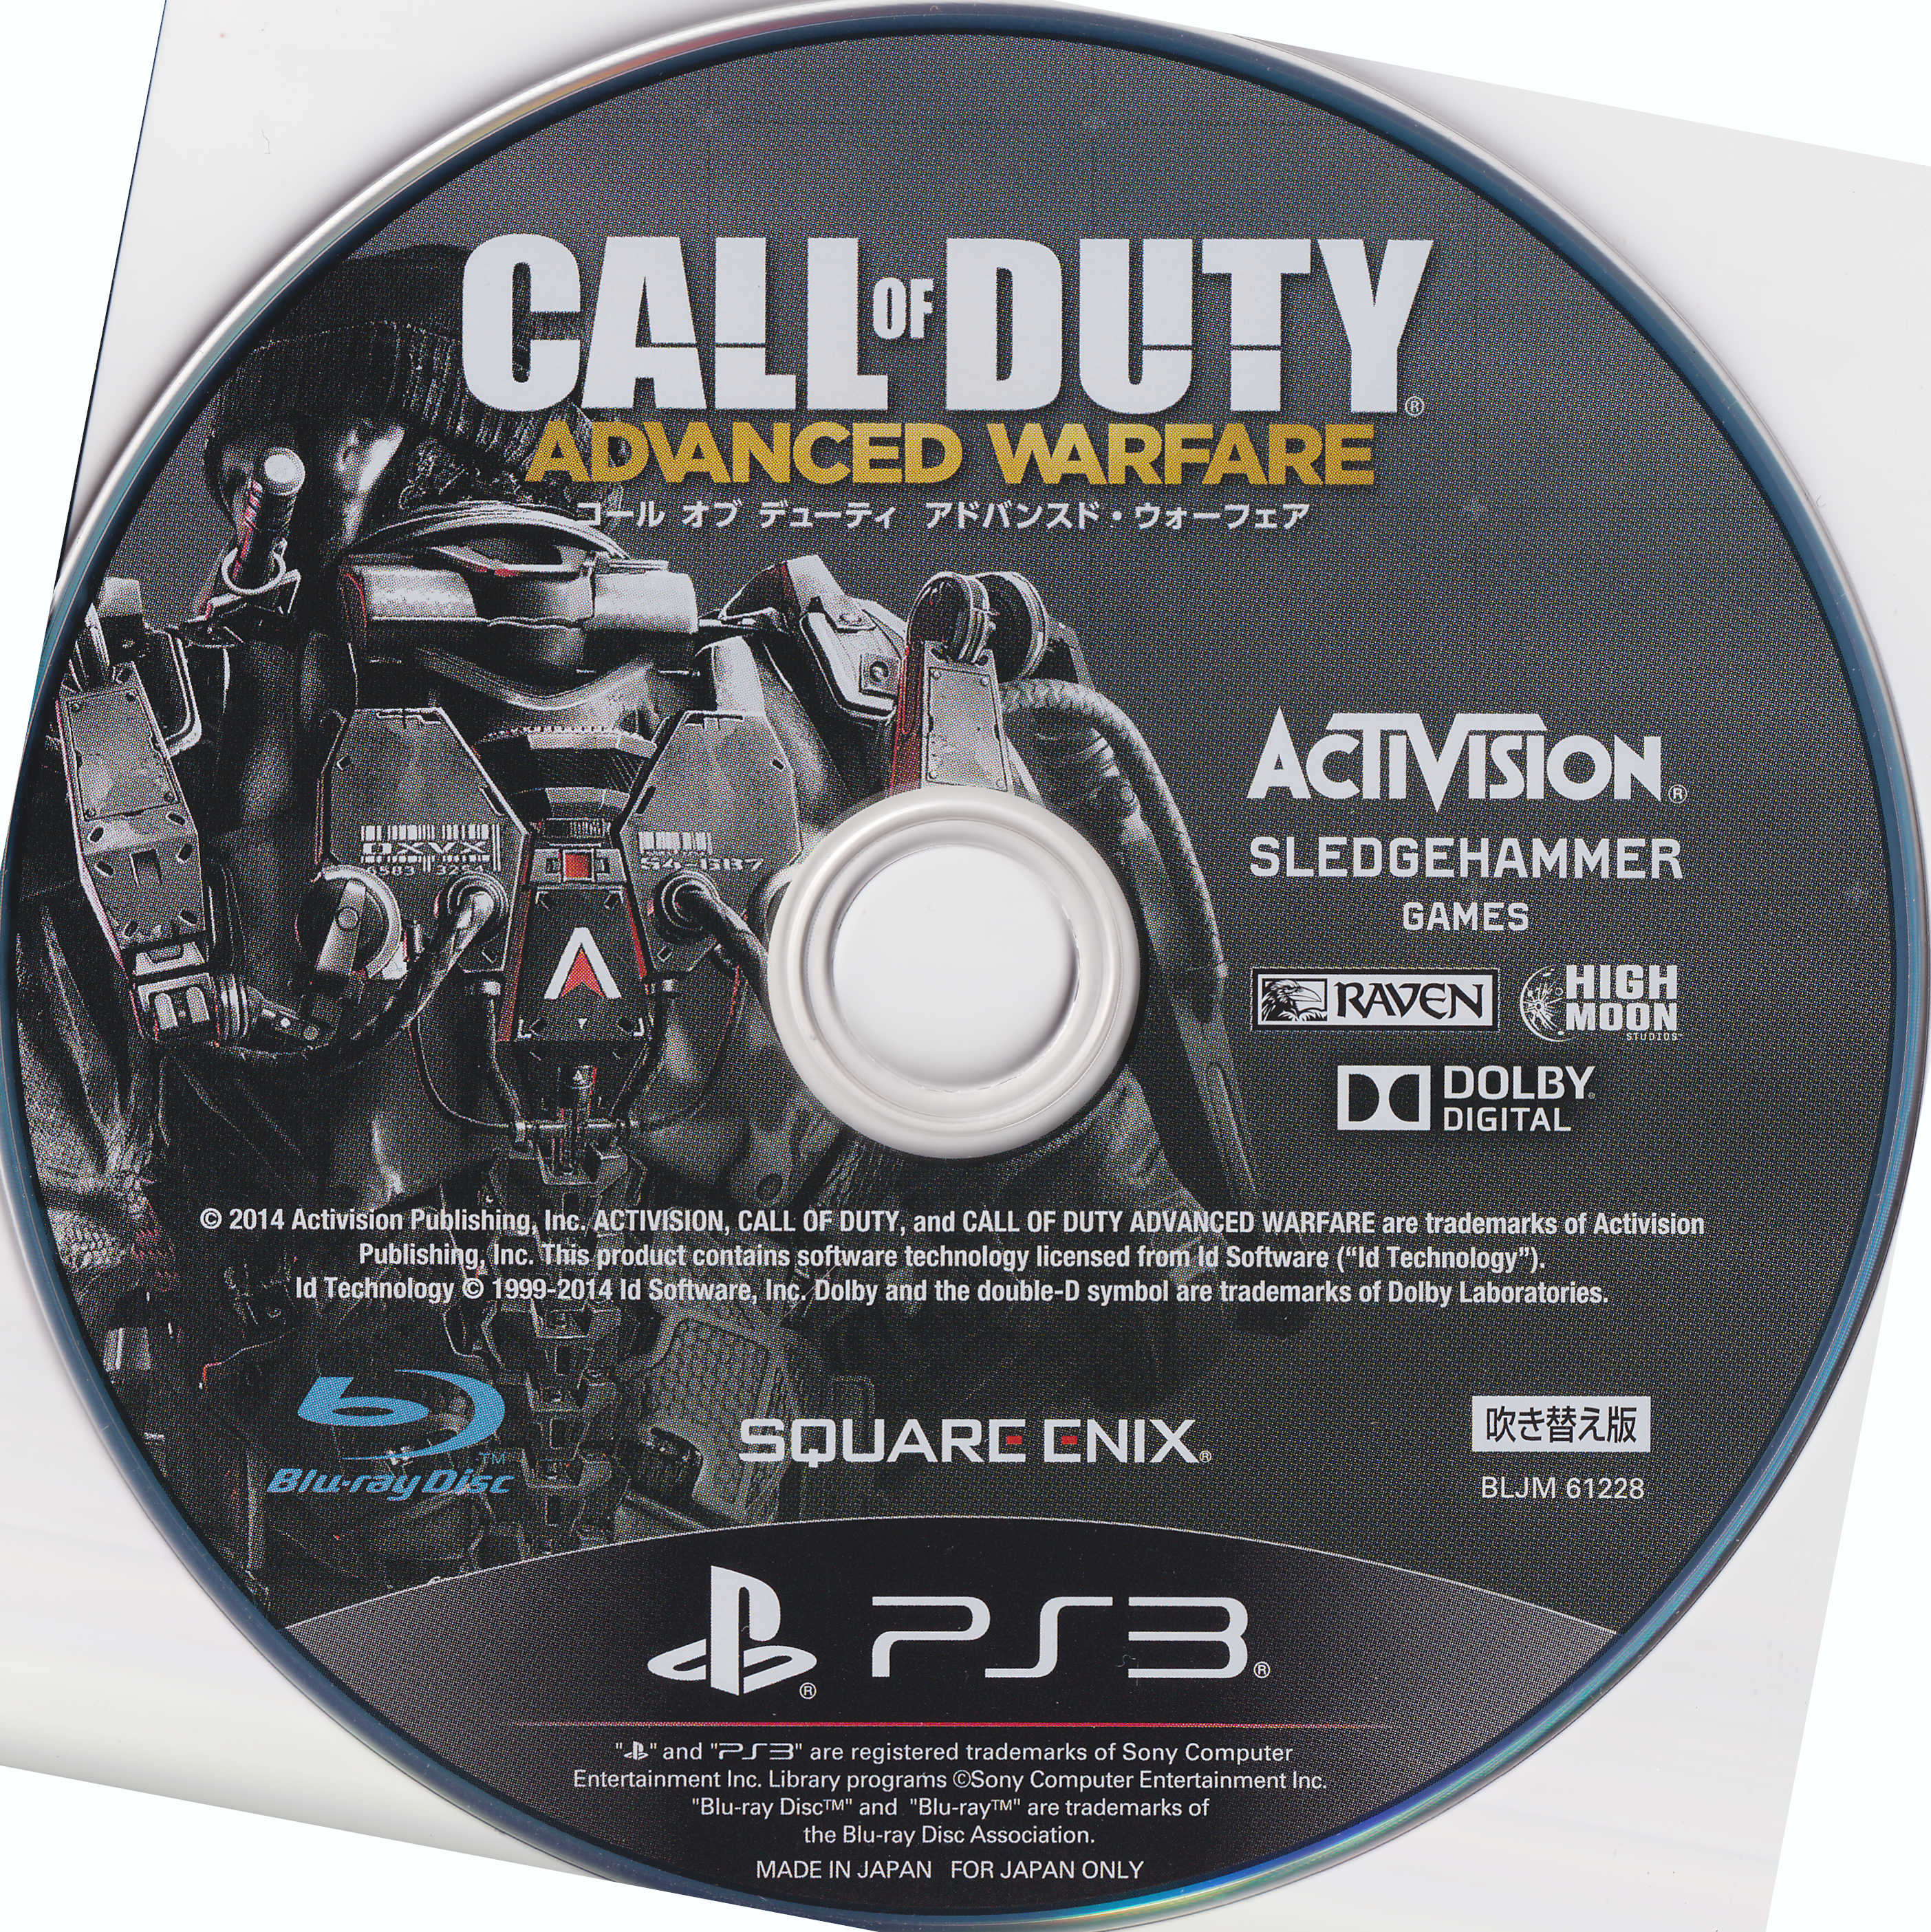 CALL OF DUTY®
ADVANCED WARFARE
コール オブ デューティ アドバンスド・ウォーフェア
ACTIVISION®
SLEDGEHAMMER
GAMES
RAVEN
HIGH
MOON
STUDIOS
DOLBY®
DIGITAL
DXVX
S4-6B7
A
© 2014 Activision Publishing, Inc. ACTIVISION, CALL OF DUTY, and CALL OF DUTY ADVANCED WARFARE are trademarks of Activision
Publishing, Inc. This product contains software technology licensed from Id Software (“Id Technology”).
Id Technology © 1999-2014 Id Software, Inc. Dolby and the double-D symbol are trademarks of Dolby Laboratories.
Blu-ray Disc™
SQUARE ENIX®
吹き替え版
BLJM 61228
PS3®
"PS" and "PS3" are registered trademarks of Sony Computer
Entertainment Inc. Library programs ©Sony Computer Entertainment Inc.
"Blu-ray Disc™" and "Blu-ray™" are trademarks of
the Blu-ray Disc Association.
MADE IN JAPAN FOR JAPAN ONLY